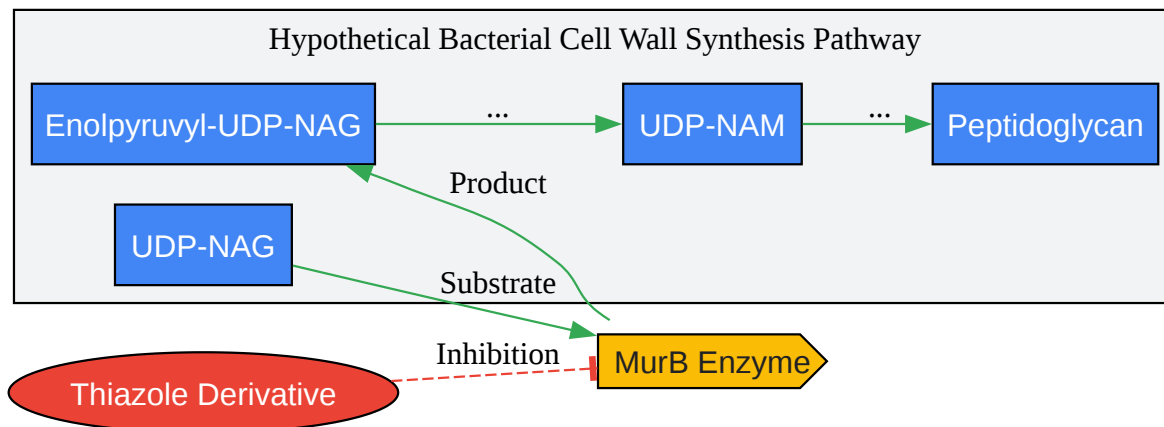 Hypothetical Bacterial Cell Wall Synthesis Pathway
Enolpyruvyl-UDP-NAG
...
UDP-NAM
...
Peptidoglycan
Product
UDP-NAG
Substrate
Inhibition
MurB Enzyme
Thiazole Derivative